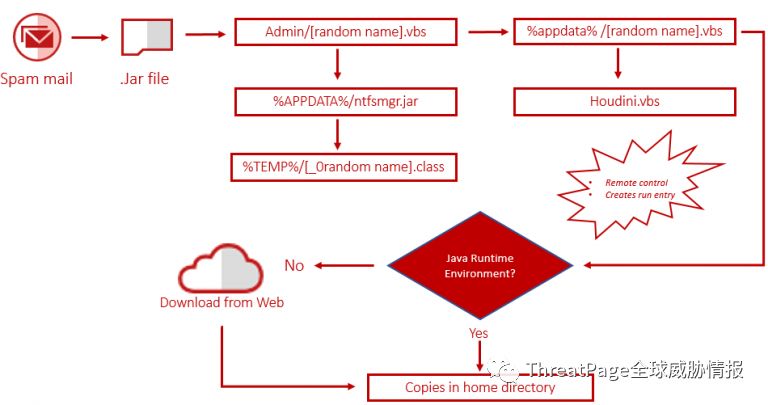 Spam mail
.Jar file
Admin/[random name].vbs
%appdata% /[random name].vbs
%APPDATA%/ntfsmgr.jar
Houdini.vbs
%TEMP%/[_0random name].class
• Remote control
• Creates run entry
Java Runtime
Environment?
No
Download from Web
Yes
ThreatPage全球威胁情报
Copies in home directory